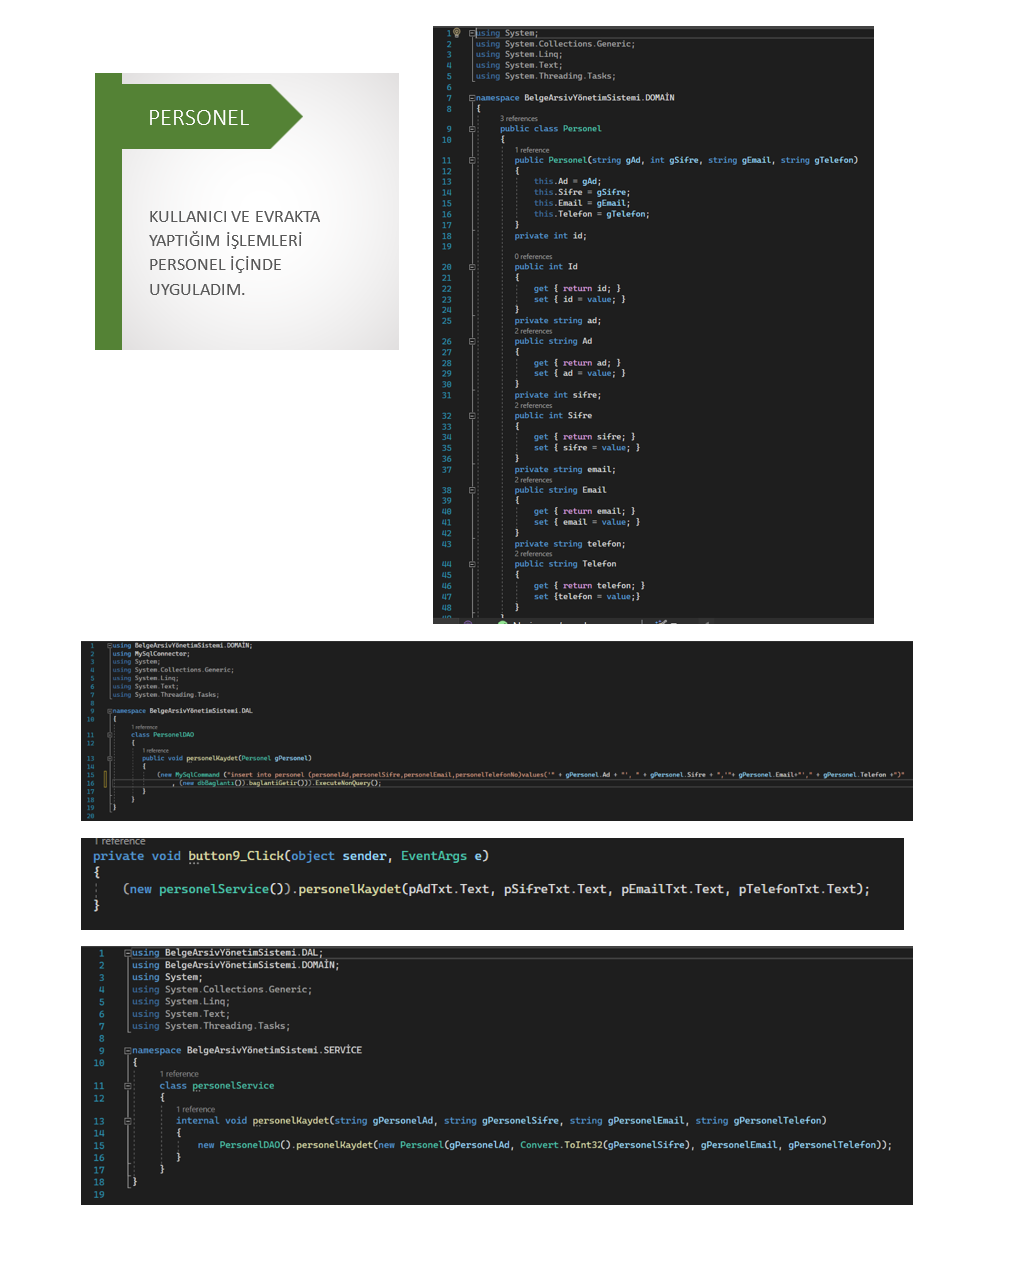 PERSONEL
KULLANICI VE EVRAKTA
YAPTIĞIM İŞLEMLERİ
PERSONEL İÇİNDE
UYGULADIM.
1 using System;
2 using System.Collections.Generic;
3 using System.Linq;
4 using System.Text;
5 using System.Threading.Tasks;
6
7 namespace BelgeArsivYönetimSistemi.DOMAİN
8 {
3 references
9 public class Personel
10 {
1 reference
11 public Personel(string gAd, int gSifre, string gEmail, string gTelefon)
12 {
13 this.Ad = gAd;
14 this.Sifre = gSifre;
15 this.Email = gEmail;
16 this.Telefon = gTelefon;
17 }
18 private int id;
19
0 references
20 public int Id
21 {
22 get { return id; }
23 set { id = value; }
24 }
25 private string ad;
2 references
26 public string Ad
27 {
28 get { return ad; }
29 set { ad = value; }
30 }
31 private int sifre;
2 references
32 public int Sifre
33 {
34 get { return sifre; }
35 set { sifre = value; }
36 }
37 private string email;
2 references
38 public string Email
39 {
40 get { return email; }
41 set { email = value; }
42 }
43 private string telefon;
2 references
44 public string Telefon
45 {
46 get { return telefon; }
47 set {telefon = value;}
48 }
1 using BelgeArsivYönetimSistemi.DOMAİN;
2 using MySqlConnector;
3 using System;
4 using System.Collections.Generic;
5 using System.Linq;
6 using System.Text;
7 using System.Threading.Tasks;
8
9 namespace BelgeArsivYönetimSistemi.DAL
10 {
1 reference
11 class PersonelDAO
12 {
1 reference
13 public void personelKaydet(Personel gPersonel)
14 {
15 (new MySqlCommand ("insert into personel (personelAd,personelSifre,personelEmail,personelTelefonNo)values('" + gPersonel.Ad + "', " + gPersonel.Sifre + ",'"+ gPersonel.Email+"'," + gPersonel.Telefon +")"
16 , (new dbBaglanti()).baglantiGetir())).ExecuteNonQuery();
17 }
18 }
19 }
20
1 reference
private void button9_Click(object sender, EventArgs e)
{
(new personelService()).personelKaydet(pAdTxt.Text, pSifreTxt.Text, pEmailTxt.Text, pTelefonTxt.Text);
}
1 using BelgeArsivYönetimSistemi.DAL;
2 using BelgeArsivYönetimSistemi.DOMAİN;
3 using System;
4 using System.Collections.Generic;
5 using System.Linq;
6 using System.Text;
7 using System.Threading.Tasks;
8
9 namespace BelgeArsivYönetimSistemi.SERVİCE
10 {
1 reference
11 class personelService
12 {
1 reference
13 internal void personelKaydet(string gPersonelAd, string gPersonelSifre, string gPersonelEmail, string gPersonelTelefon)
14 {
15 new PersonelDAO().personelKaydet(new Personel(gPersonelAd, Convert.ToInt32(gPersonelSifre), gPersonelEmail, gPersonelTelefon));
16 }
17 }
18 }
19